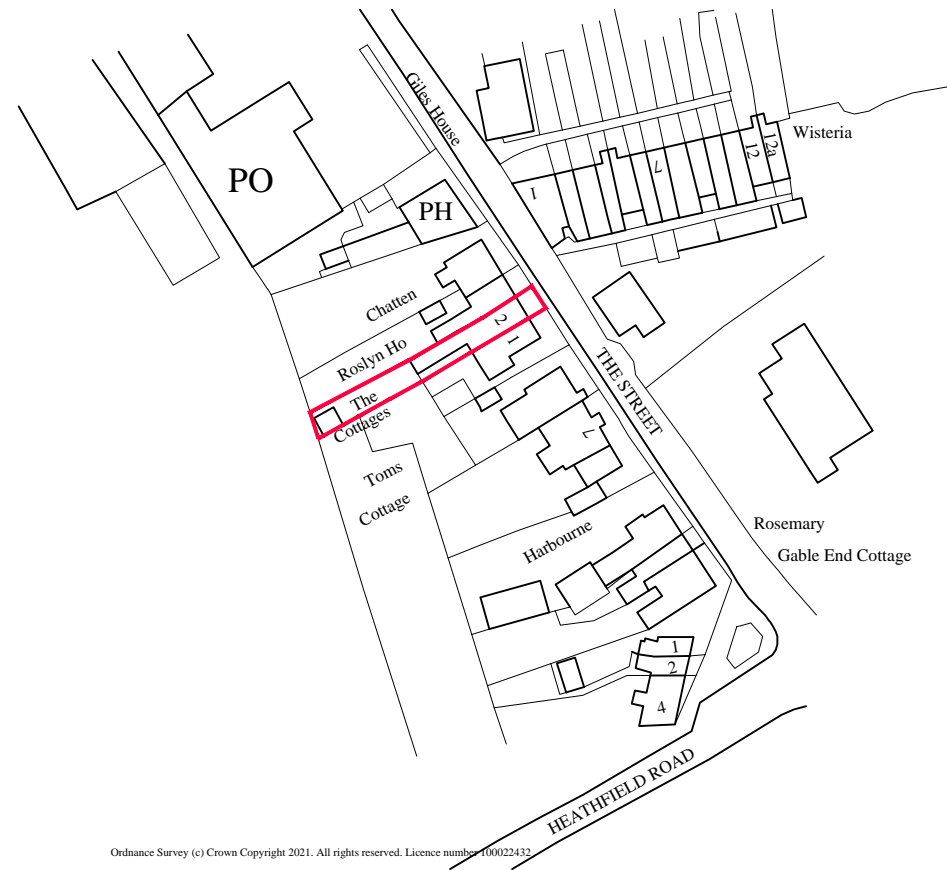 Giles House
Wisteria
12a
12
7
1
PO
PH
Chatten
Roslyn Ho
2
1
The
Cottages
THE STREET
7
Toms
Cottage
Harbourne
Rosemary
Gable End Cottage
1
2
4
HEATHFIELD ROAD
Ordnance Survey (c) Crown Copyright 2021. All rights reserved. Licence number 100022432